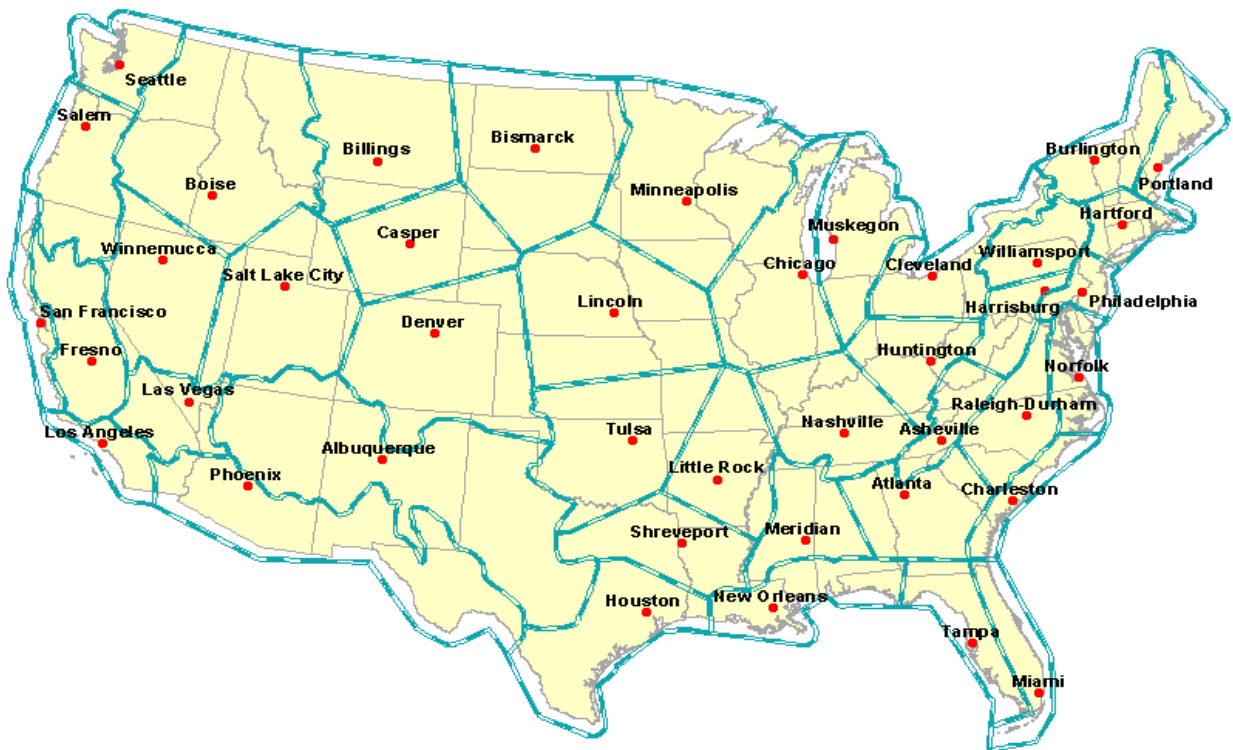 Seattle
Salem
Billings
Bismarck
Burlington
Boise
Minneapolis
Portland
Hartford
Muskegon
Casper
Winnemucca
Williamsport
Salt Lake City
Chicago
Cleveland
Lincoln
Harrisburg
Philadelphia
San Francisco
Denver
Fresno
Huntington
Norfolk
Las Vegas
Raleigh-Durham
Nashville
Asheville
Los Angeles
Tulsa
Albuquerque
Little Rock
Phoenix
Atlanta
Charleston
Shreveport
Meridian
Houston
New Orleans
Tampa
Miami